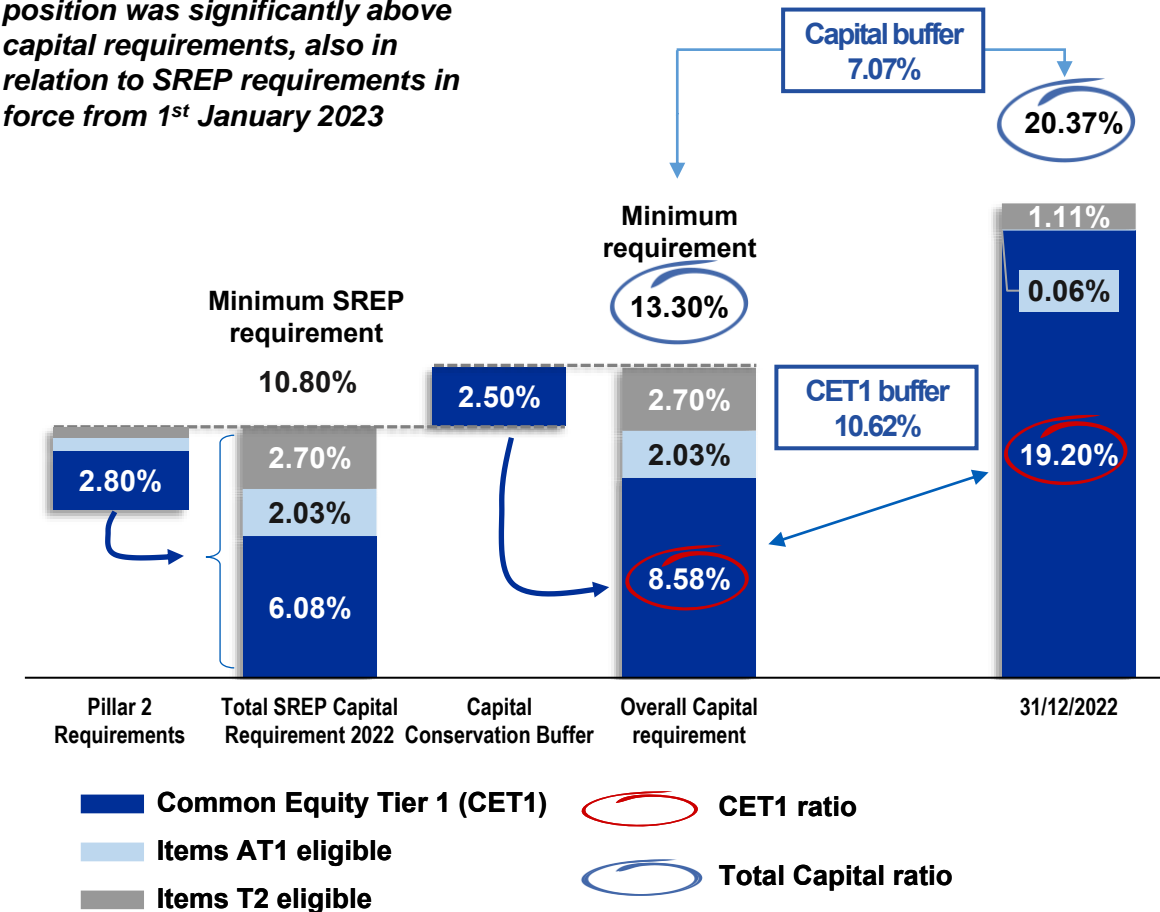 position was significantly above
capital requirements, also in
relation to SREP requirements in
force from 1st January 2023
Capital buffer
7.07%
20.37%
Minimum
requirement
13.30%
Minimum SREP
requirement
10.80%
1.11%
0.06%
2.50%
2.70%
CET1 buffer
10.62%
2.80%
2.70%
2.03%
2.03%
19.20%
6.08%
8.58%
Pillar 2
Requirements
Total SREP Capital
Requirement 2022
Capital
Conservation Buffer
Overall Capital
requirement
31/12/2022
Common Equity Tier 1 (CET1)
Items AT1 eligible
Items T2 eligible
CET1 ratio
Total Capital ratio